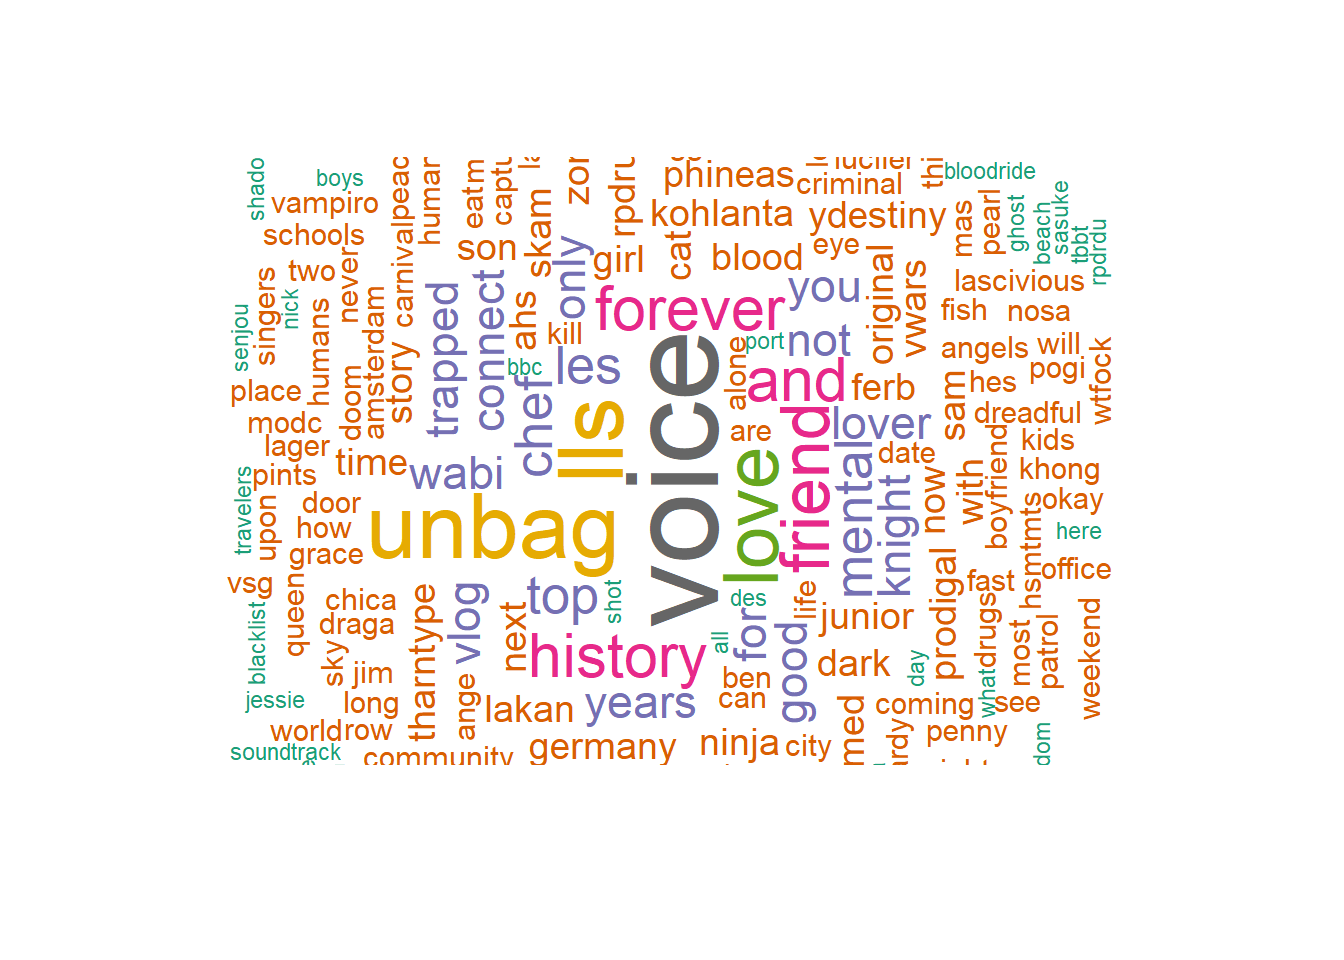 shado
boys
vampiro
schools
two
never
carnivalpeac
humar
eatm
captu
son
skam
zor
rpdru
phineas
lucifer
criminal
thi
bloodride
kohlanta
ydestiny
mas
pearl
ghost
beach
sasuke
tbbt
rpdrdu
only
girl
cat
blood
eye
original
lascivious
singers
nick
senjou
humans
doom
amsterdam
story
trapped
connect
ahs
kill
forever
you
vwars
fish
nosa
bbc
les
voice
port
not
angels
will
place
chef
lls
alone
and
ferb
sam
hes
pogi
wtfock
modc
lager
pints
time
wabi
are
love
friend
lover
mental
date
dreadful
kids
khong
okay
travelers
upon
door
how
grace
unbag
knight
now
with
boyfriend
hsmtmts
here
office
vsg
queen
chica
draga
tharntype
vlog
top
shot
des
life
junior
prodigal
fast
drugs
most
patrol
weekend
blacklist
sky
jim
next
history
all
for
good
ben
can
dark
day
what
see
jessie
long
ange
lakan
years
coming
world
row
soundtrack
community
germany
ninja
city
med
ardy
penny
dom